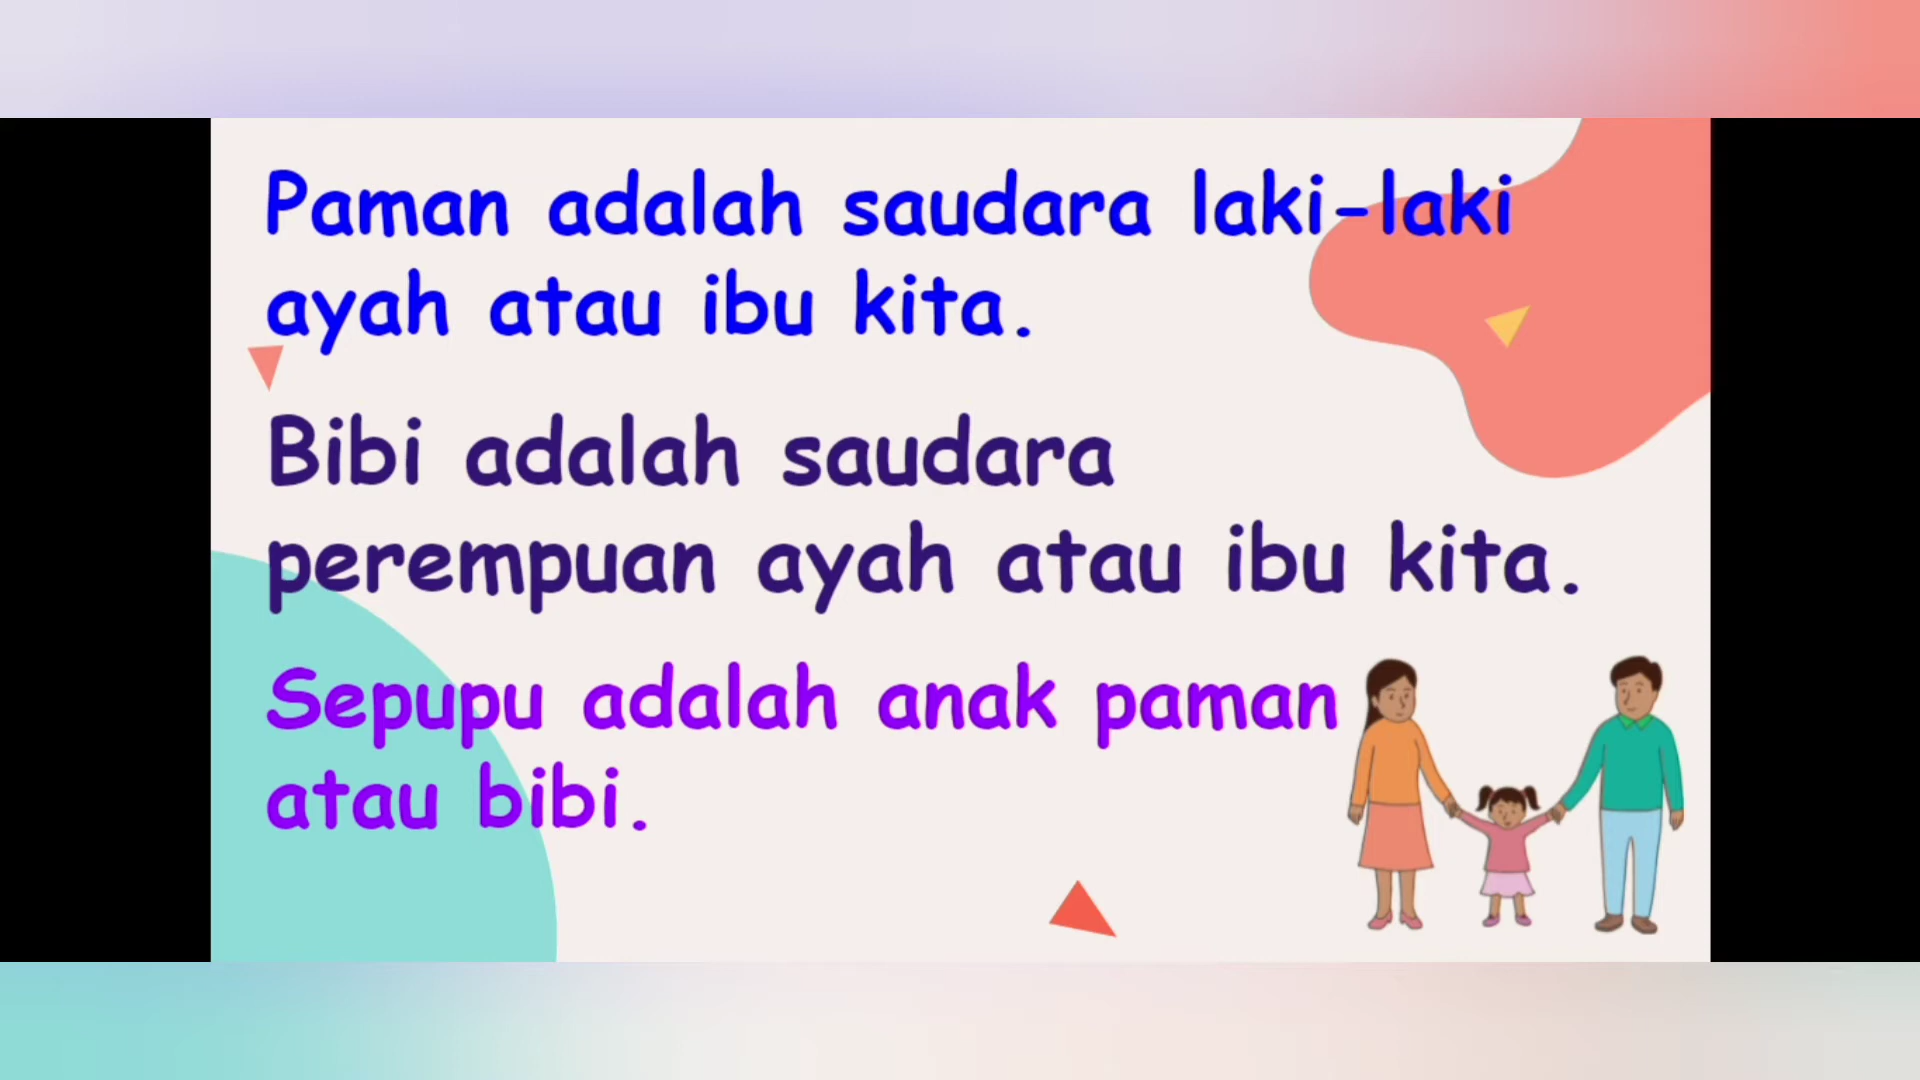 Paman adalah saudara laki-laki
ayah atau ibu kita.
Bibi adalah saudara
perempuan ayah atau ibu kita.
Sepupu adalah anak paman
atau bibi.